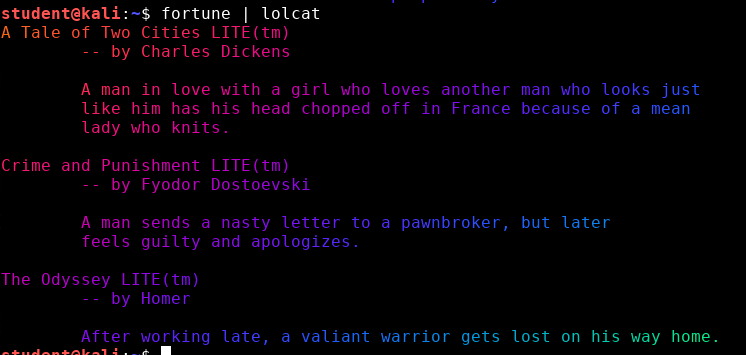 student@kali:~$ fortune | lolcat
A Tale of Two Cities LITE(tm)
-- by Charles Dickens
A man in love with a girl who loves another man who looks just
like him has his head chopped off in France because of a mean
lady who knits.
Crime and Punishment LITE(tm)
-- by Fyodor Dostoevski
A man sends a nasty letter to a pawnbroker, but later
feels guilty and apologizes.
The Odyssey LITE(tm)
-- by Homer
After working late, a valiant warrior gets lost on his way home.
student@kali:~$